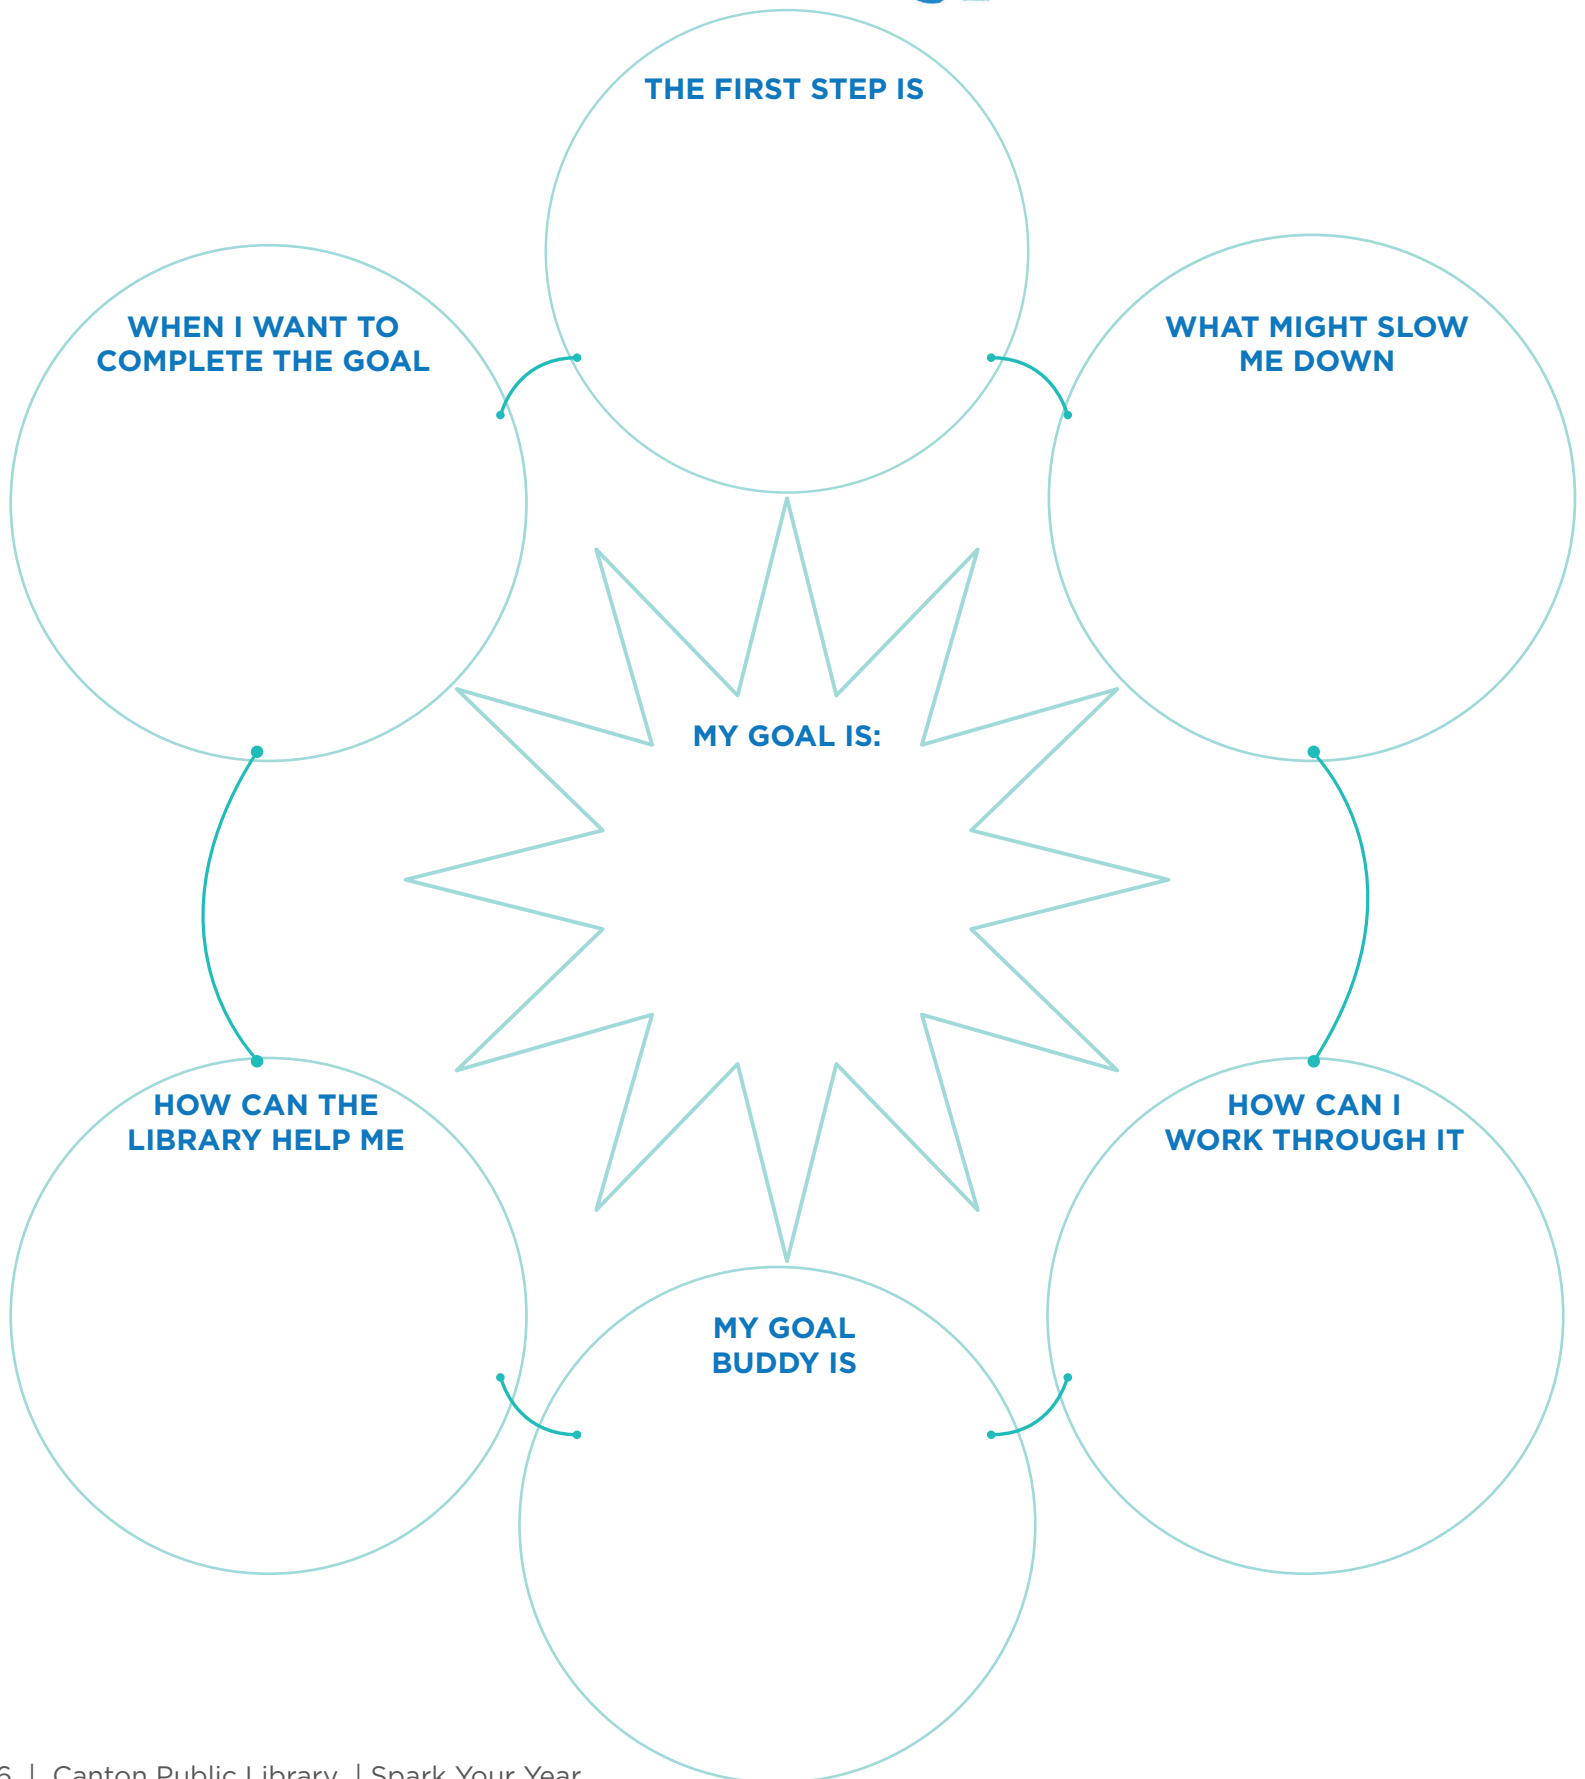 THE FIRST STEP IS
WHEN I WANT TO
COMPLETE THE GOAL
WHAT MIGHT SLOW
ME DOWN
MY GOAL IS:
HOW CAN THE
LIBRARY HELP ME
HOW CAN I
WORK THROUGH IT
MY GOAL
BUDDY IS
6 | Canton Public Library | Spark Your Year